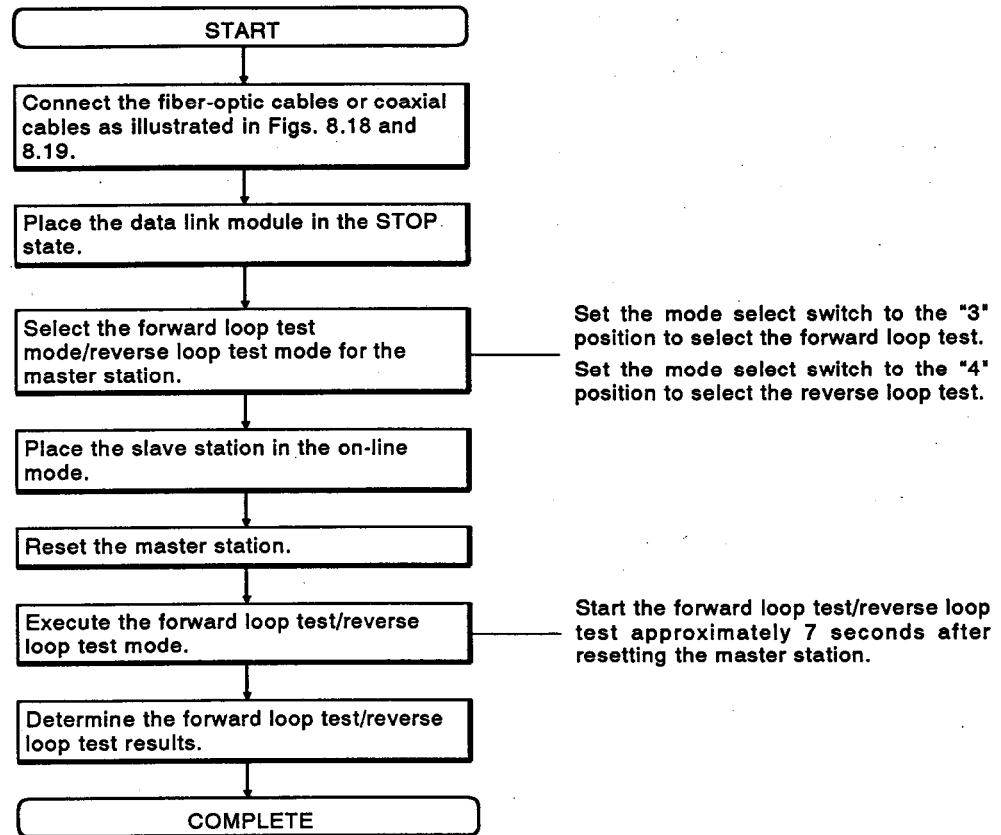 START
Connect the fiber-optic cables or coaxial
cables as illustrated in Figs. 8.18 and
8.19.
Place the data link module in the STOP
state.
Select the forward loop test
mode/reverse loop test mode for the
master station.
Set the mode select switch to the "3"
position to select the forward loop test.
Set the mode select switch to the "4"
position to select the reverse loop test.
Place the slave station in the on-line
mode.
Reset the master station.
Execute the forward loop test/reverse
loop test mode.
Start the forward loop test/reverse loop
test approximately 7 seconds after
resetting the master station.
Determine the forward loop test/reverse
loop test results.
COMPLETE